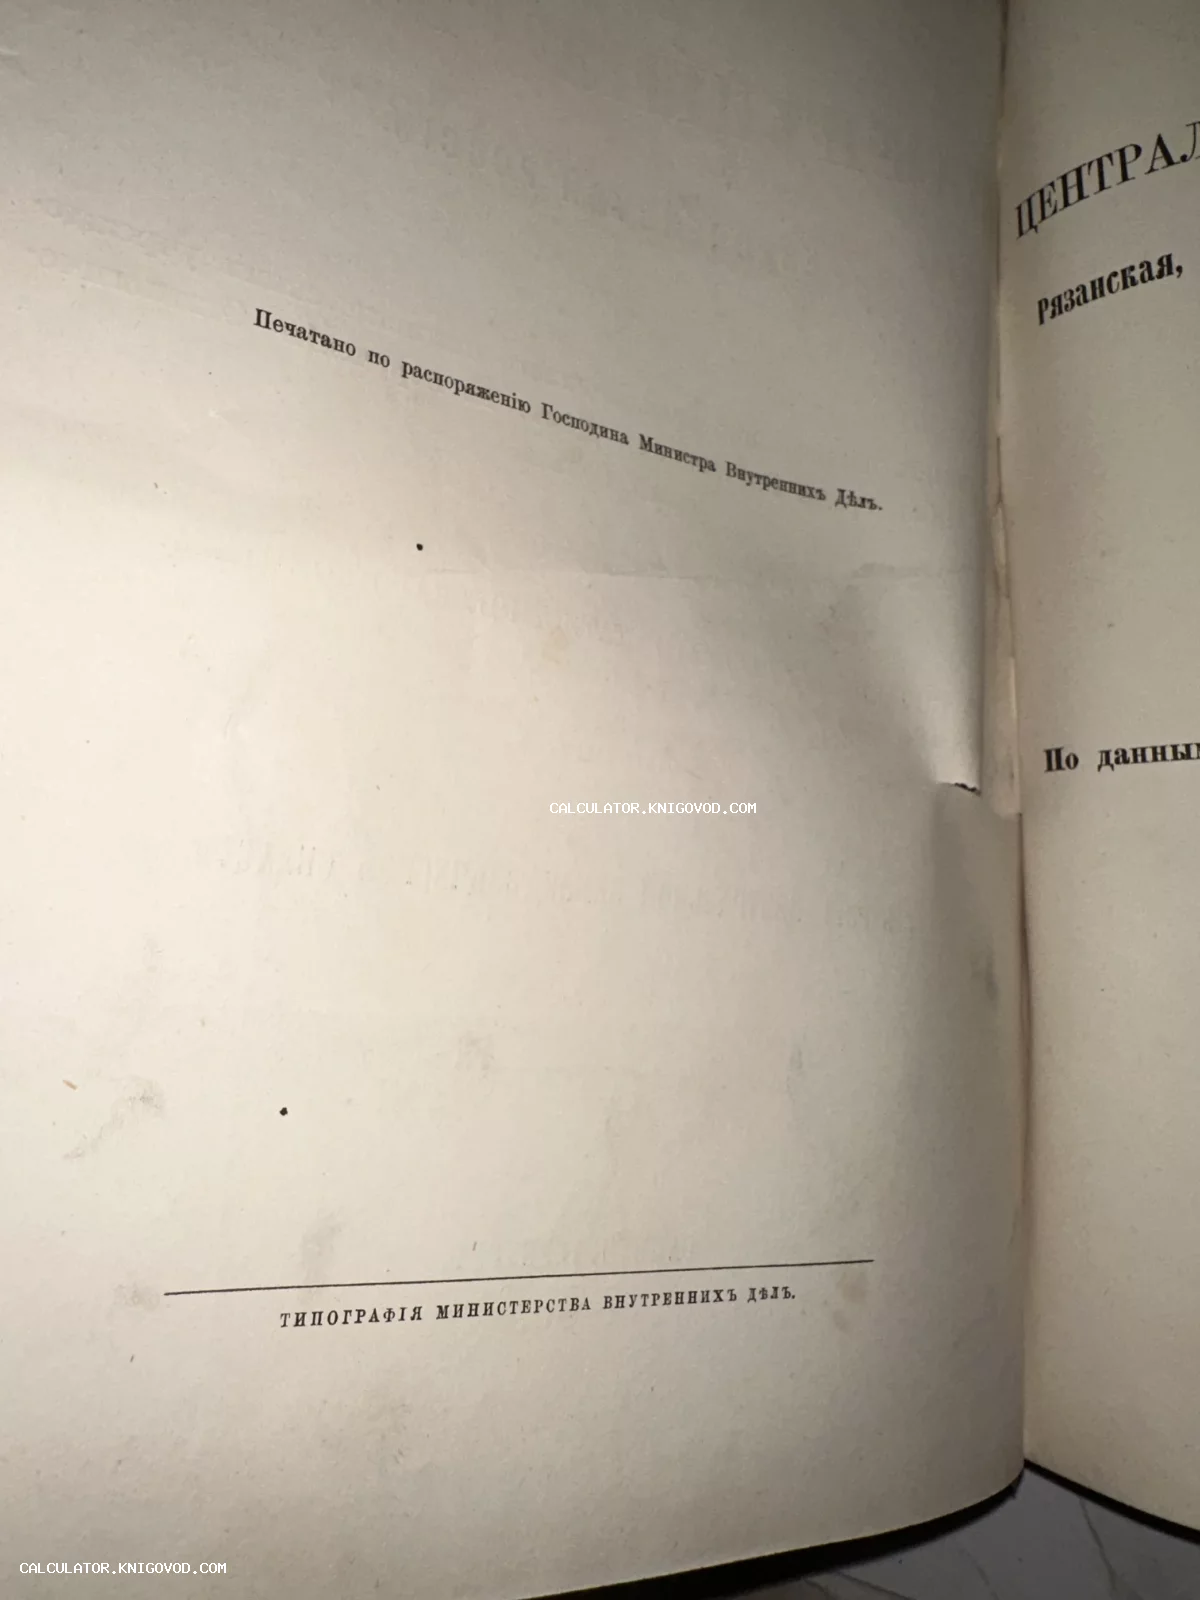 Печатано по распоряженію Господина Министра Внутреннихъ Дѣлъ.
ТИПОГРАФІЯ МИНИСТЕРСТВА ВНУТРЕННИХЪ ДѢЛЪ.
ЦЕНТРАЛ
рязанская,
По данным
CALCULATOR.KNIGOVOD.COM
CALCULATOR.KNIGOVOD.COM